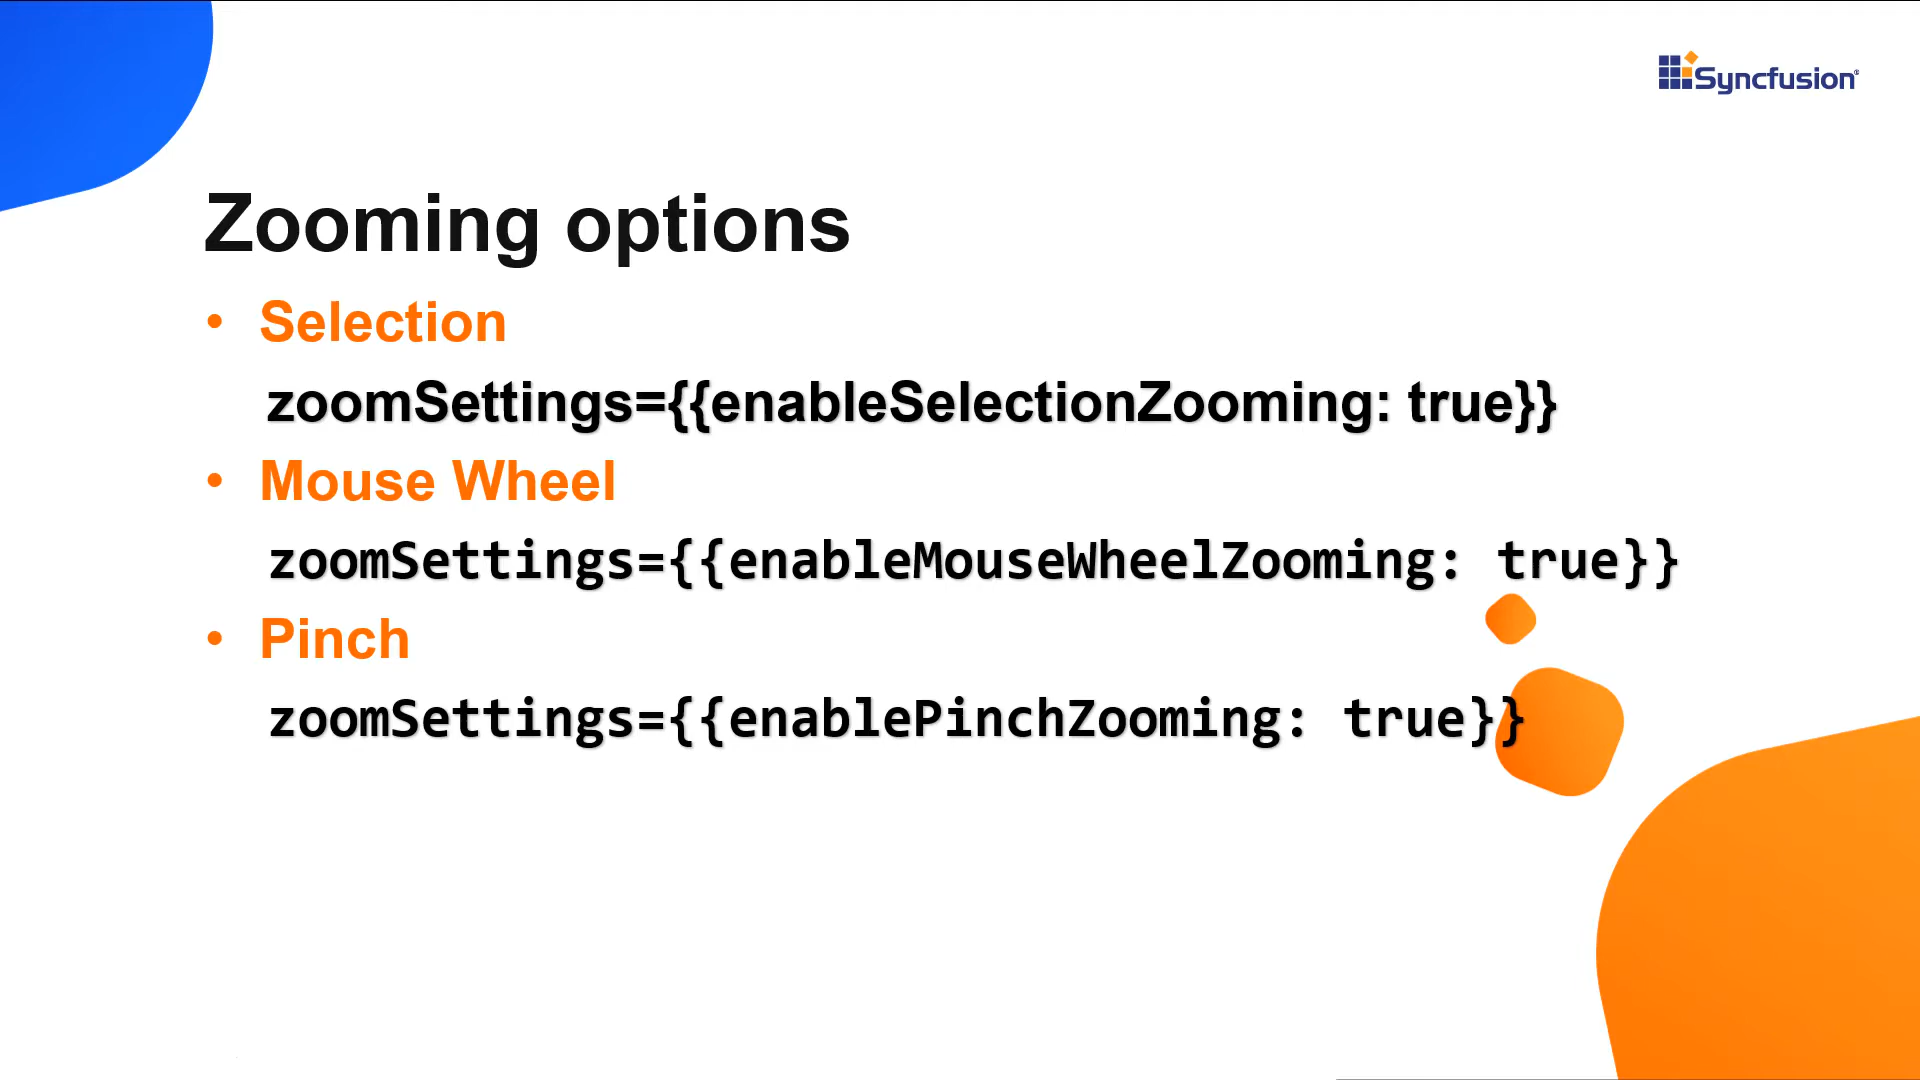 Syncfusion®
Zooming options
• Selection
zoomSettings={{enableSelectionZooming: true}}
• Mouse Wheel
zoomSettings={{enableMouseWheelZooming: true}}
• Pinch
zoomSettings={{enablePinchZooming: true}}